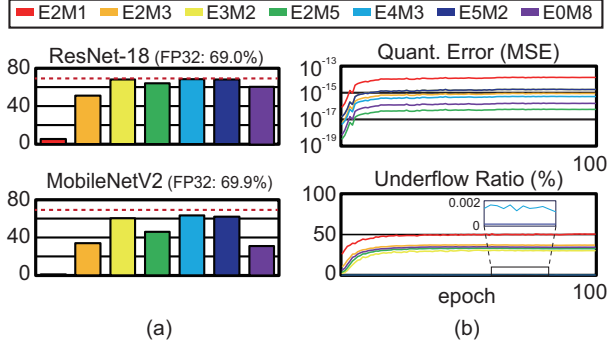 E2M1 E2M3 E3M2 E2M5 E4M3 E5M2 E0M8
ResNet-18 (FP32: 69.0%)
80
40
0
MobileNetV2 (FP32: 69.9%)
80
40
0
(a)
Quant. Error (MSE)
10-13
10-15
10-17
10-19
100
Underflow Ratio (%)
100
50
0
0.002
0
epoch
100
(b)